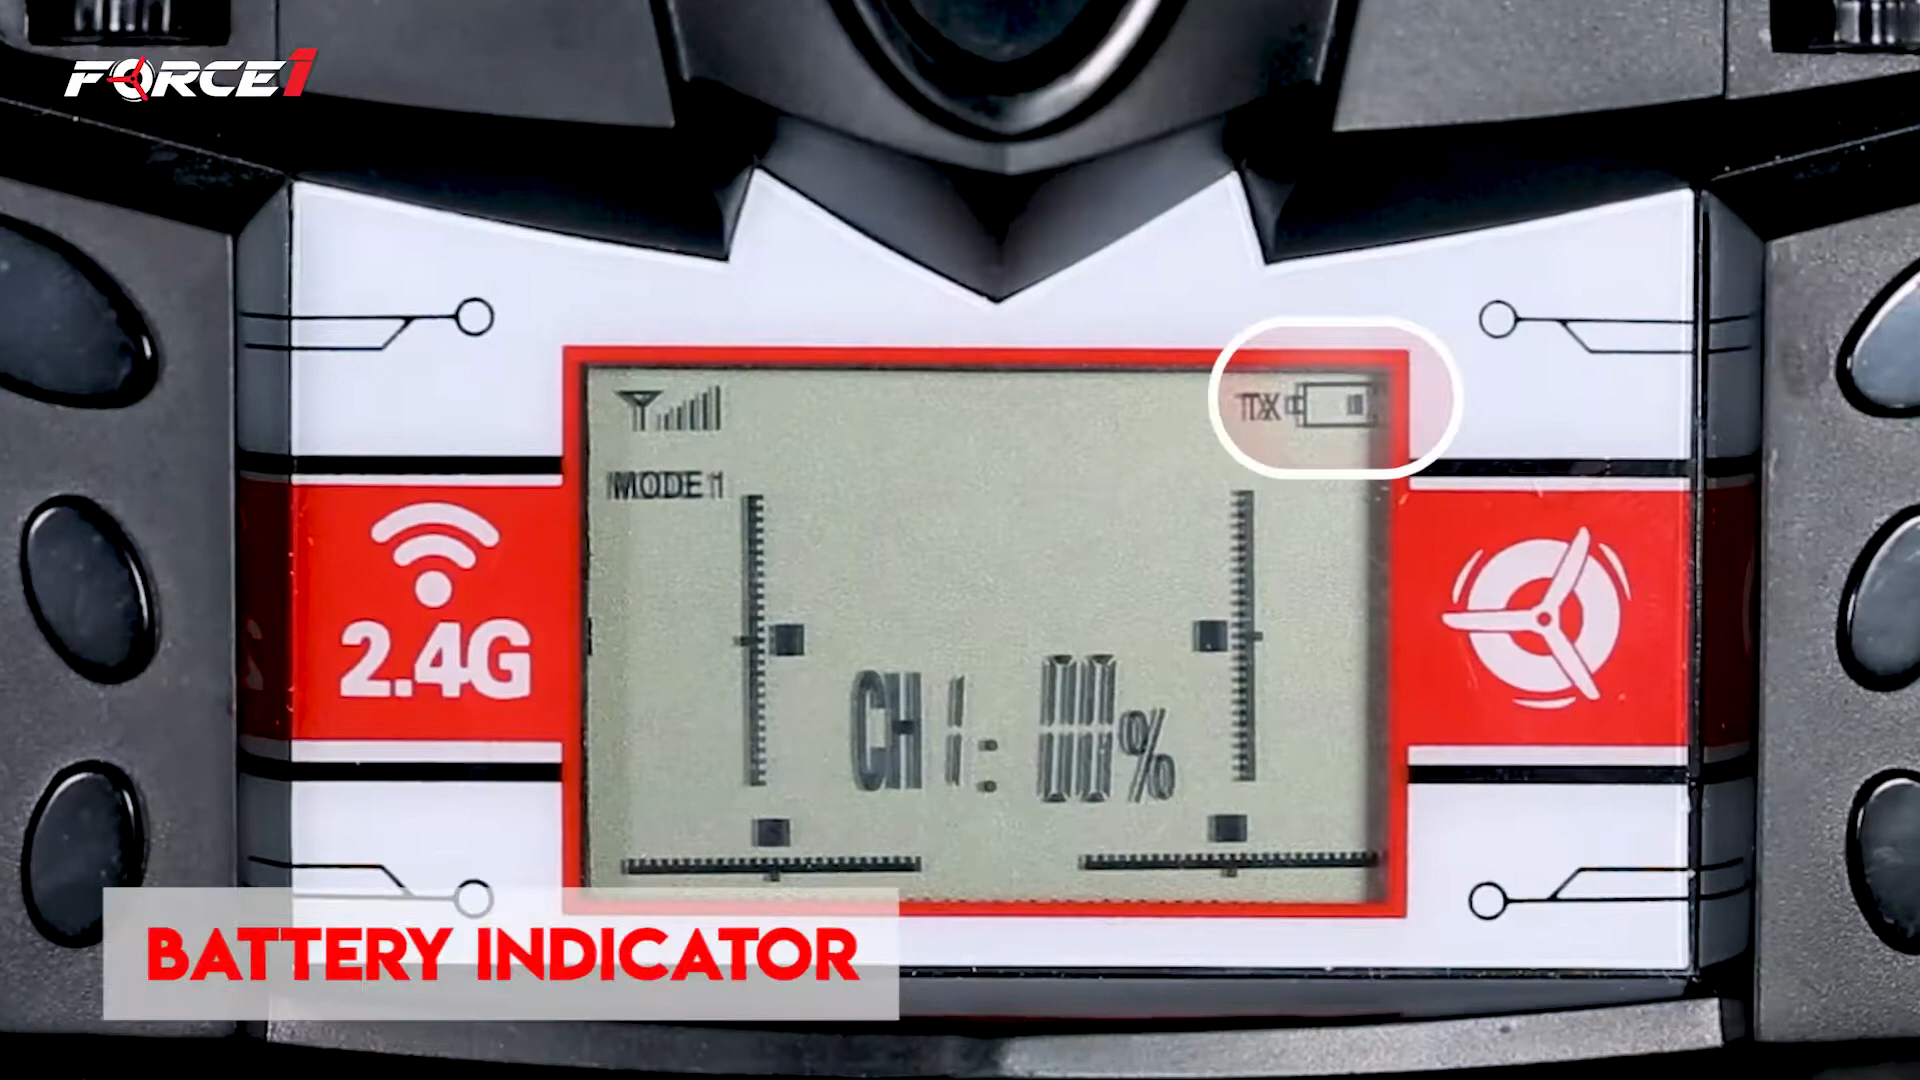 FORCE1
TX
MODE 1
2.4G
CH 1: 00%
BATTERY INDICATOR